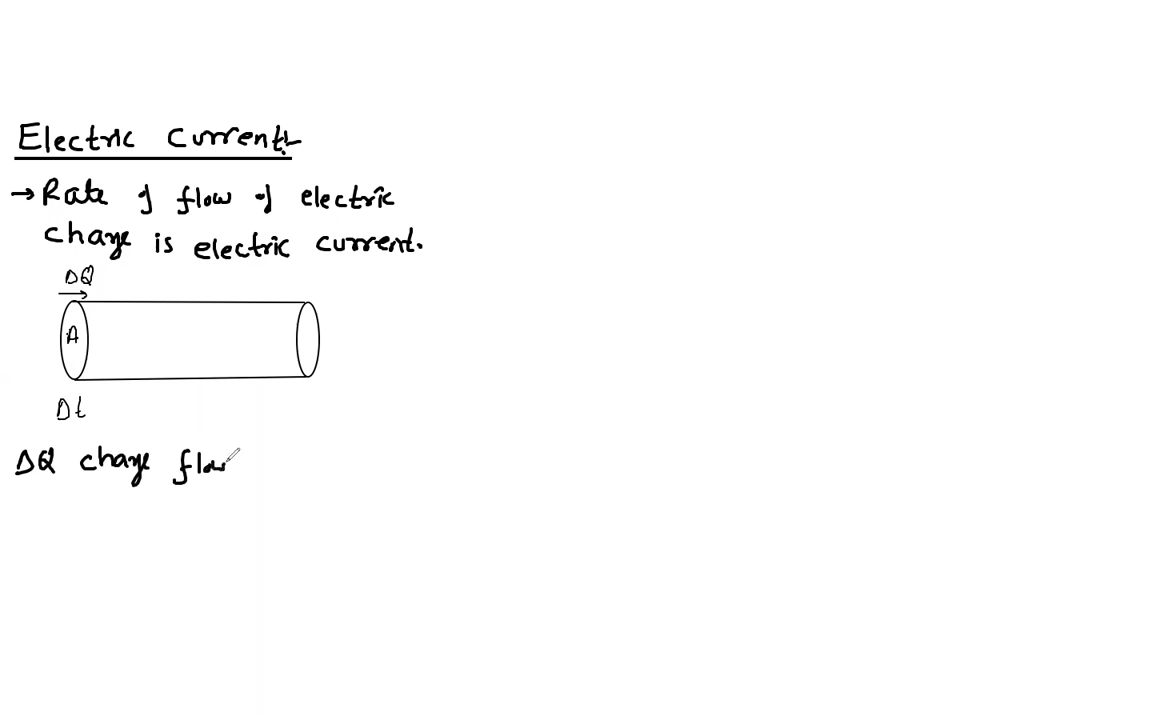 Electric Current:-
→ Rate of flow of electric
charge is electric current.
ΔQ
A
Δt
ΔQ charge flow